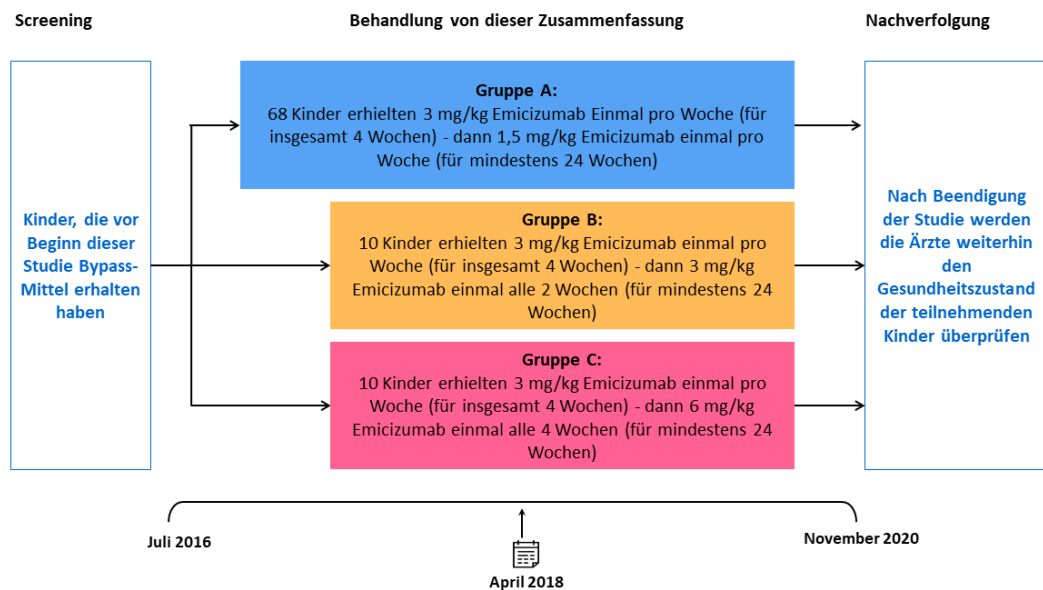 Screening
Behandlung von dieser Zusammenfassung
Nachverfolgung
Kinder, die vor
Beginn dieser
Studie Bypass-
Mittel erhalten
haben
Gruppe A:
68 Kinder erhielten 3 mg/kg Emicizumab Einmal pro Woche (für
insgesamt 4 Wochen) - dann 1,5 mg/kg Emicizumab einmal pro
Woche (für mindestens 24 Wochen)
Gruppe B:
10 Kinder erhielten 3 mg/kg Emicizumab einmal pro
Woche (für insgesamt 4 Wochen) - dann 3 mg/kg
Emicizumab einmal alle 2 Wochen (für mindestens 24
Wochen)
Gruppe C:
10 Kinder erhielten 3 mg/kg Emicizumab einmal pro
Woche (für insgesamt 4 Wochen) - dann 6 mg/kg
Emicizumab einmal alle 4 Wochen (für mindestens 24
Wochen)
Nach Beendigung
der Studie werden
die Ärzte weiterhin
den
Gesundheitszustand
der teilnehmenden
Kinder überprüfen
Juli 2016
April 2018
November 2020